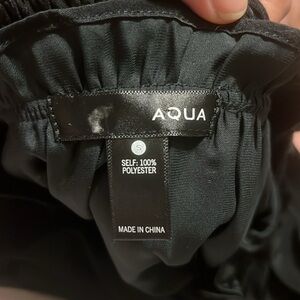 AQUA
S
SELF: 100%
POLYESTER
MADE IN CHINA